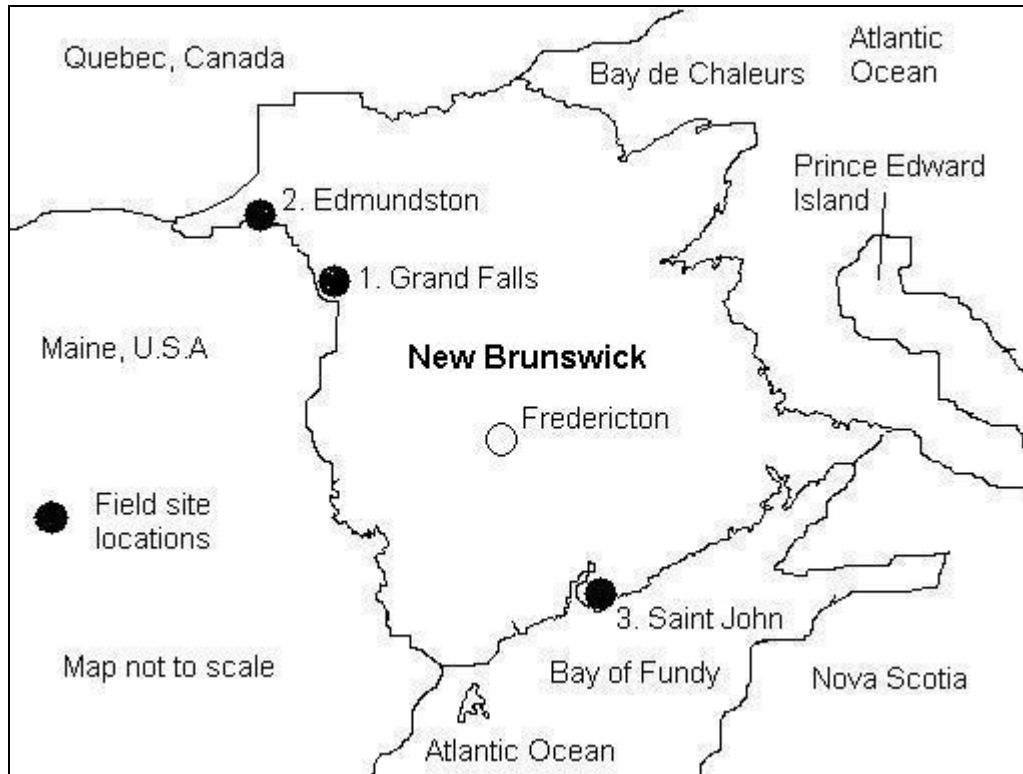 Quebec, Canada
Bay de Chaleurs
Atlantic
Ocean
Prince Edward
Island
2. Edmundston
1. Grand Falls
Maine, U.S.A
New Brunswick
Fredericton
Field site
locations
3. Saint John
Map not to scale
Bay of Fundy
Nova Scotia
Atlantic Ocean